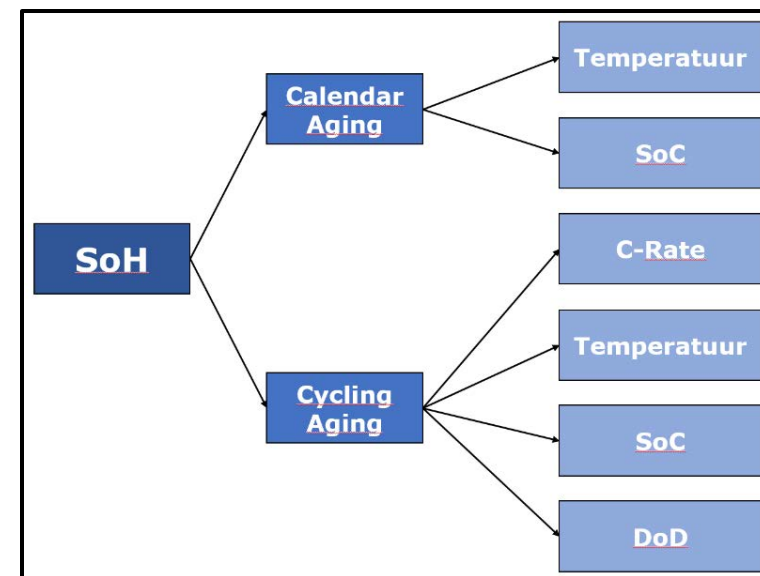 SoH
Calendar
Aging
Cycling
Aging
Temperatuur
SoC
C-Rate
Temperatuur
SoC
DoD